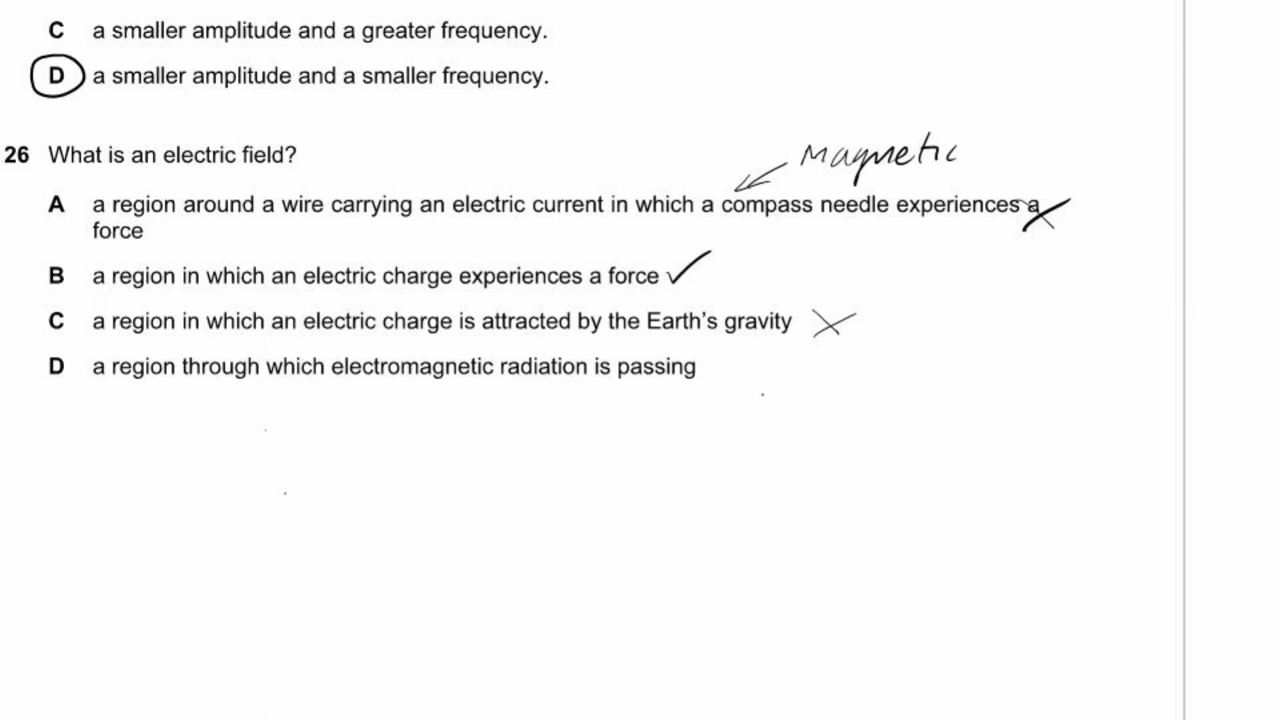 C a smaller amplitude and a greater frequency.
D a smaller amplitude and a smaller frequency.
26 What is an electric field?
Magnetic
A a region around a wire carrying an electric current in which a compass needle experiences a
force
B a region in which an electric charge experiences a force
C a region in which an electric charge is attracted by the Earth's gravity
D a region through which electromagnetic radiation is passing